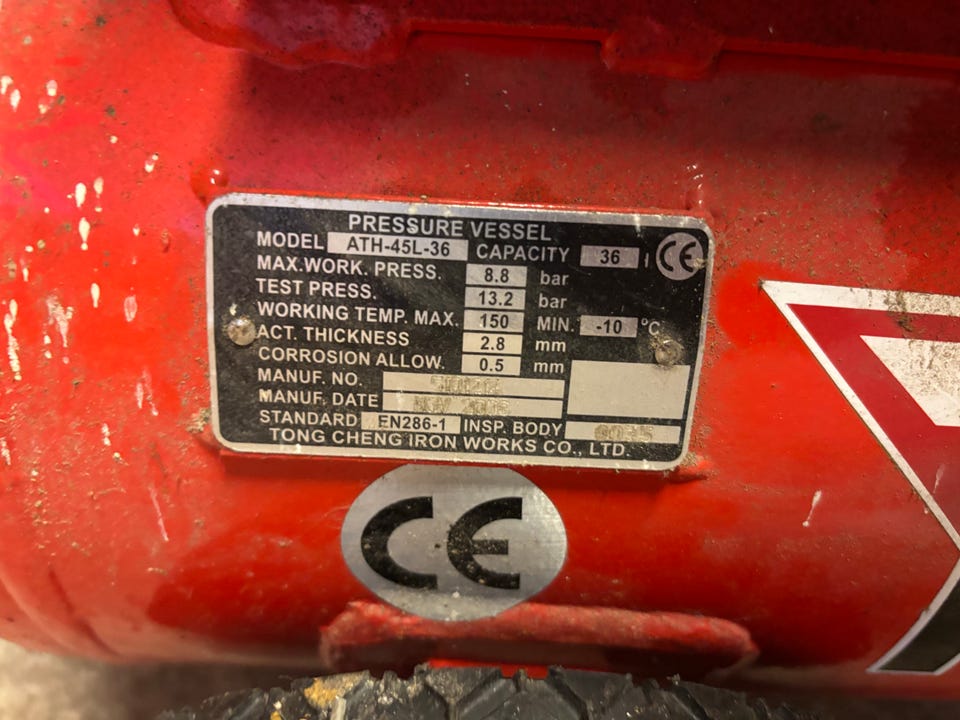 PRESSURE VESSEL
MODEL ATH-45L-36 CAPACITY 36 l CE
MAX.WORK. PRESS. 8.8 bar
TEST PRESS. 13.2 bar
WORKING TEMP. MAX. 150 MIN. -10 °C
ACT. THICKNESS 2.8 mm
CORROSION ALLOW. 0.5 mm
MANUF. NO.
MANUF. DATE
STANDARD EN286-1 INSP. BODY
TONG CHENG IRON WORKS CO., LTD.
CE